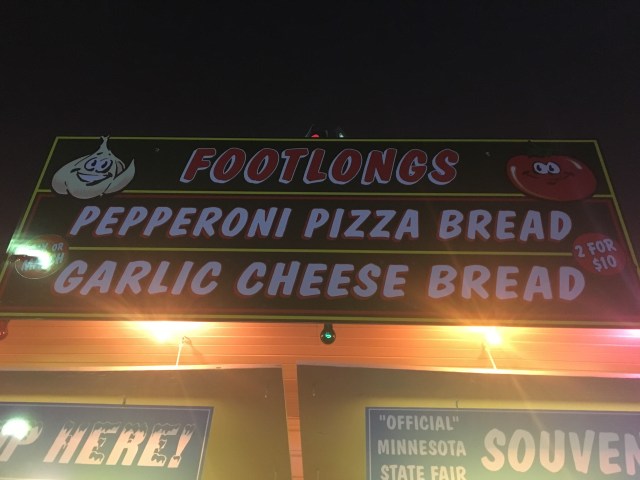 FOOTLONGS
PEPPERONI PIZZA BREAD
GARLIC CHEESE BREAD
2 FOR
$10
HERE!
"OFFICIAL"
MINNESOTA
STATE FAIR
SOUVEN